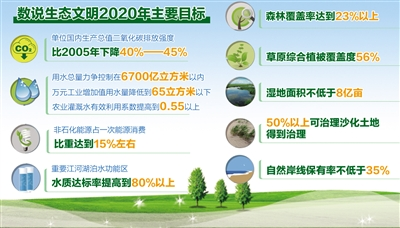 数说生态文明2020年主要目标
CO₂
单位国内生产总值二氧化碳排放强度
比2005年下降40%——45%
用水总量力争控制在6700亿立方米以内
万元工业增加值用水量降低到65立方米以下
农业灌溉水有效利用系数提高到0.55以上
非石化能源占一次能源消费
比重达到15%左右
重要江河湖泊水功能区
水质达标率提高到80%以上
森林覆盖率达到23%以上
草原综合植被覆盖度56%
湿地面积不低于8亿亩
50%以上可治理沙化土地
得到治理
自然岸线保有率不低于35%